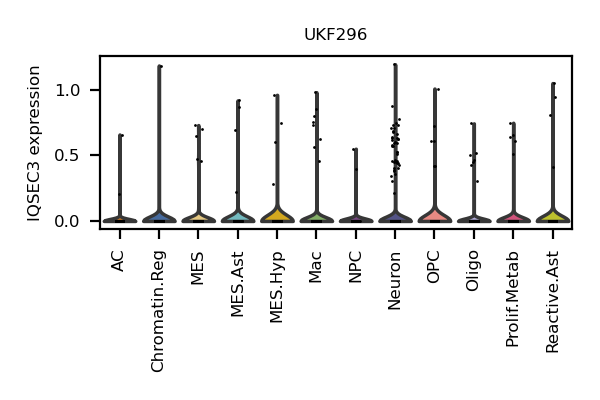 UKF296
IQSEC3 expression
1.0
0.5
0.0
AC
Chromatin.Reg
MES
MES.Ast
MES.Hyp
Mac
NPC
Neuron
OPC
Oligo
Prolif.Metab
Reactive.Ast